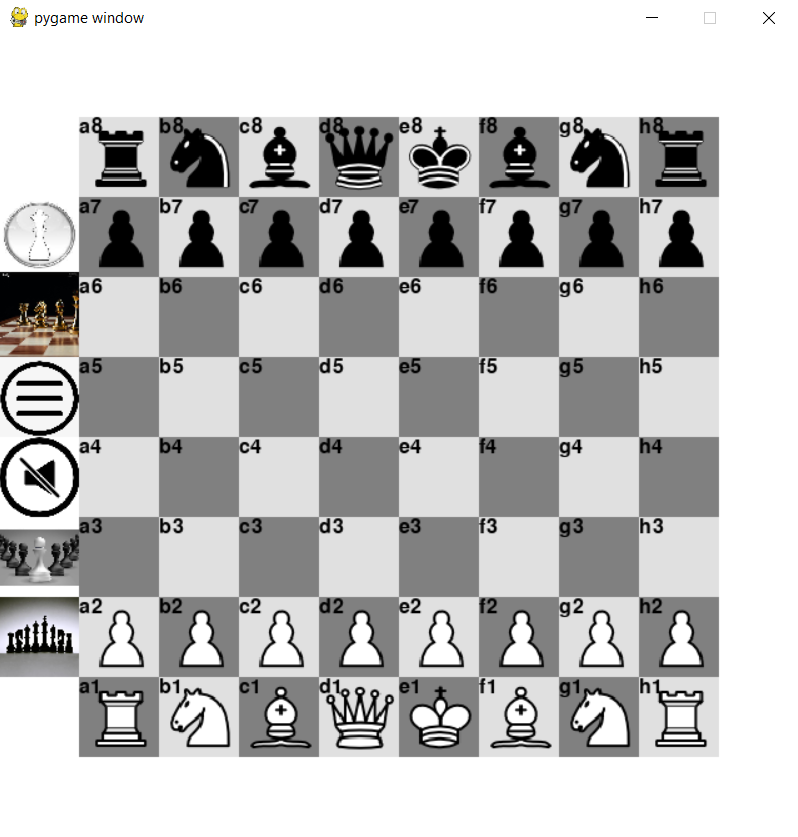 pygame window
a8 b8 c8 d8 e8 f8 g8 h8
a7 b7 c7 d7 e7 f7 g7 h7
a6 b6 c6 d6 e6 f6 g6 h6
a5 b5 c5 d5 e5 f5 g5 h5
a4 b4 c4 d4 e4 f4 g4 h4
a3 b3 c3 d3 e3 f3 g3 h3
a2 b2 c2 d2 e2 f2 g2 h2
a1 b1 c1 d1 e1 f1 g1 h1